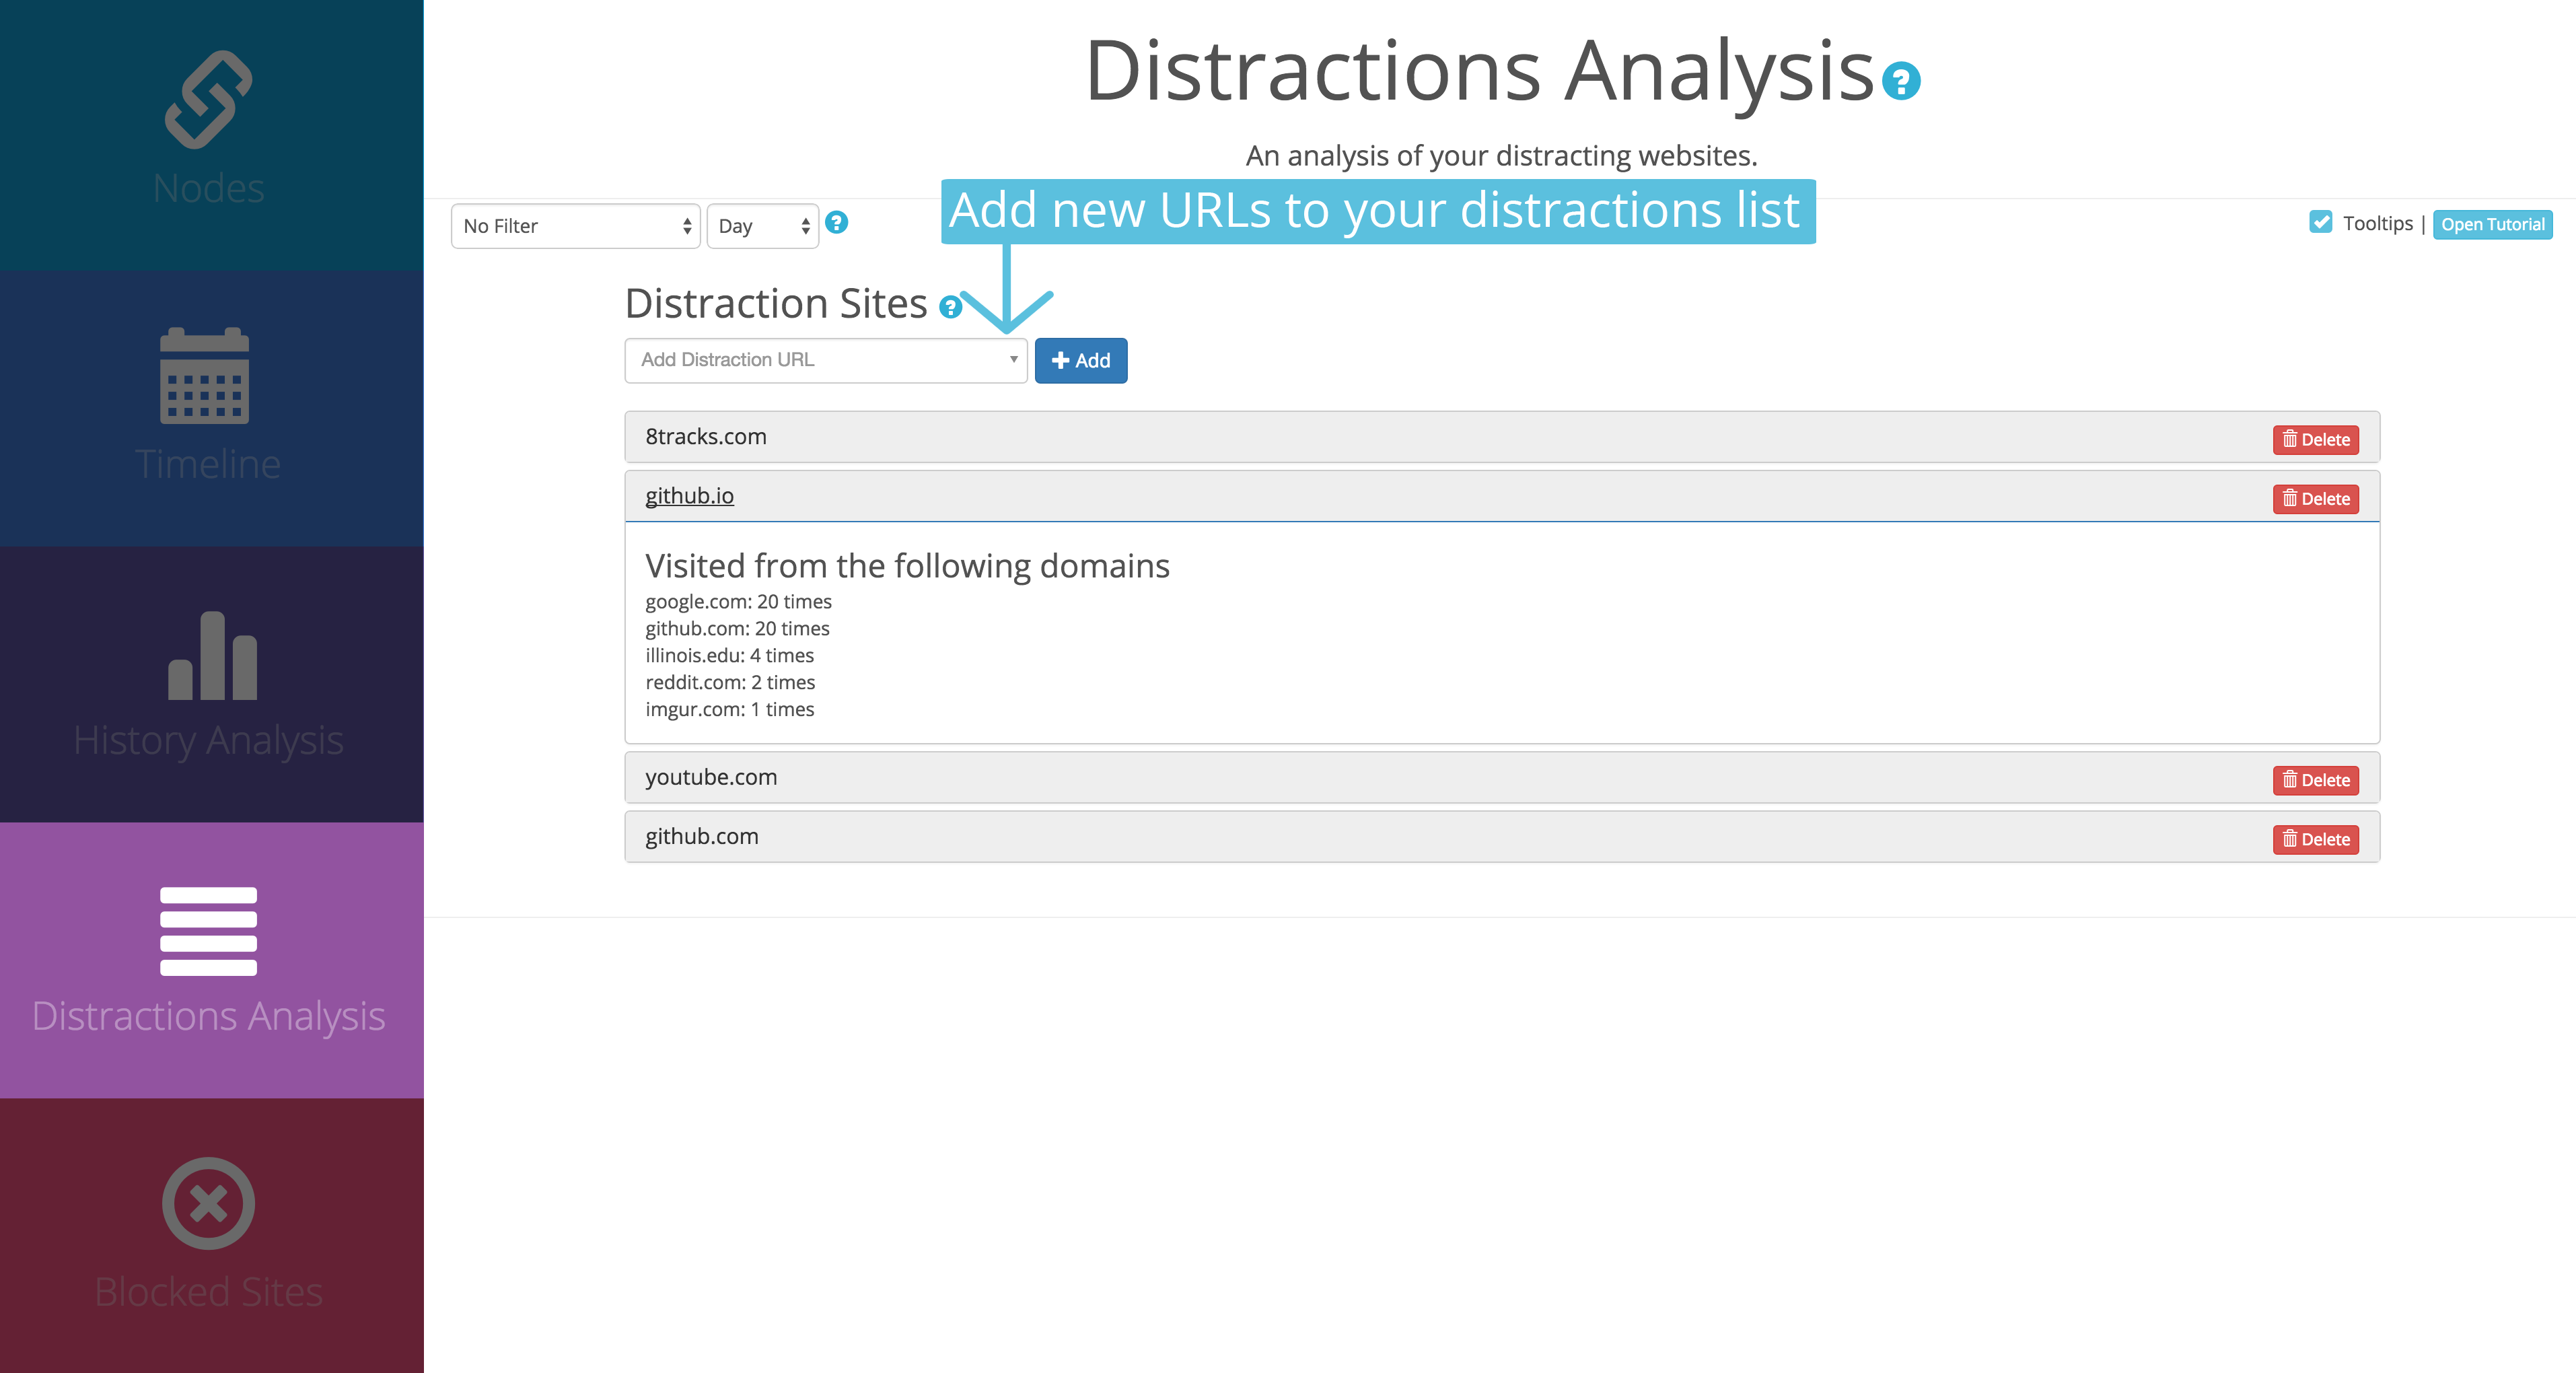 Nodes
Timeline
History Analysis
Distractions Analysis
Blocked Sites
Distractions Analysis ?
An analysis of your distracting websites.
No Filter Day ? Add new URLs to your distractions list Tooltips | Open Tutorial
Distraction Sites ?
Add Distraction URL Add
8tracks.com Delete
github.io Delete
Visited from the following domains
google.com: 20 times
github.com: 20 times
illinois.edu: 4 times
reddit.com: 2 times
imgur.com: 1 times
youtube.com Delete
github.com Delete